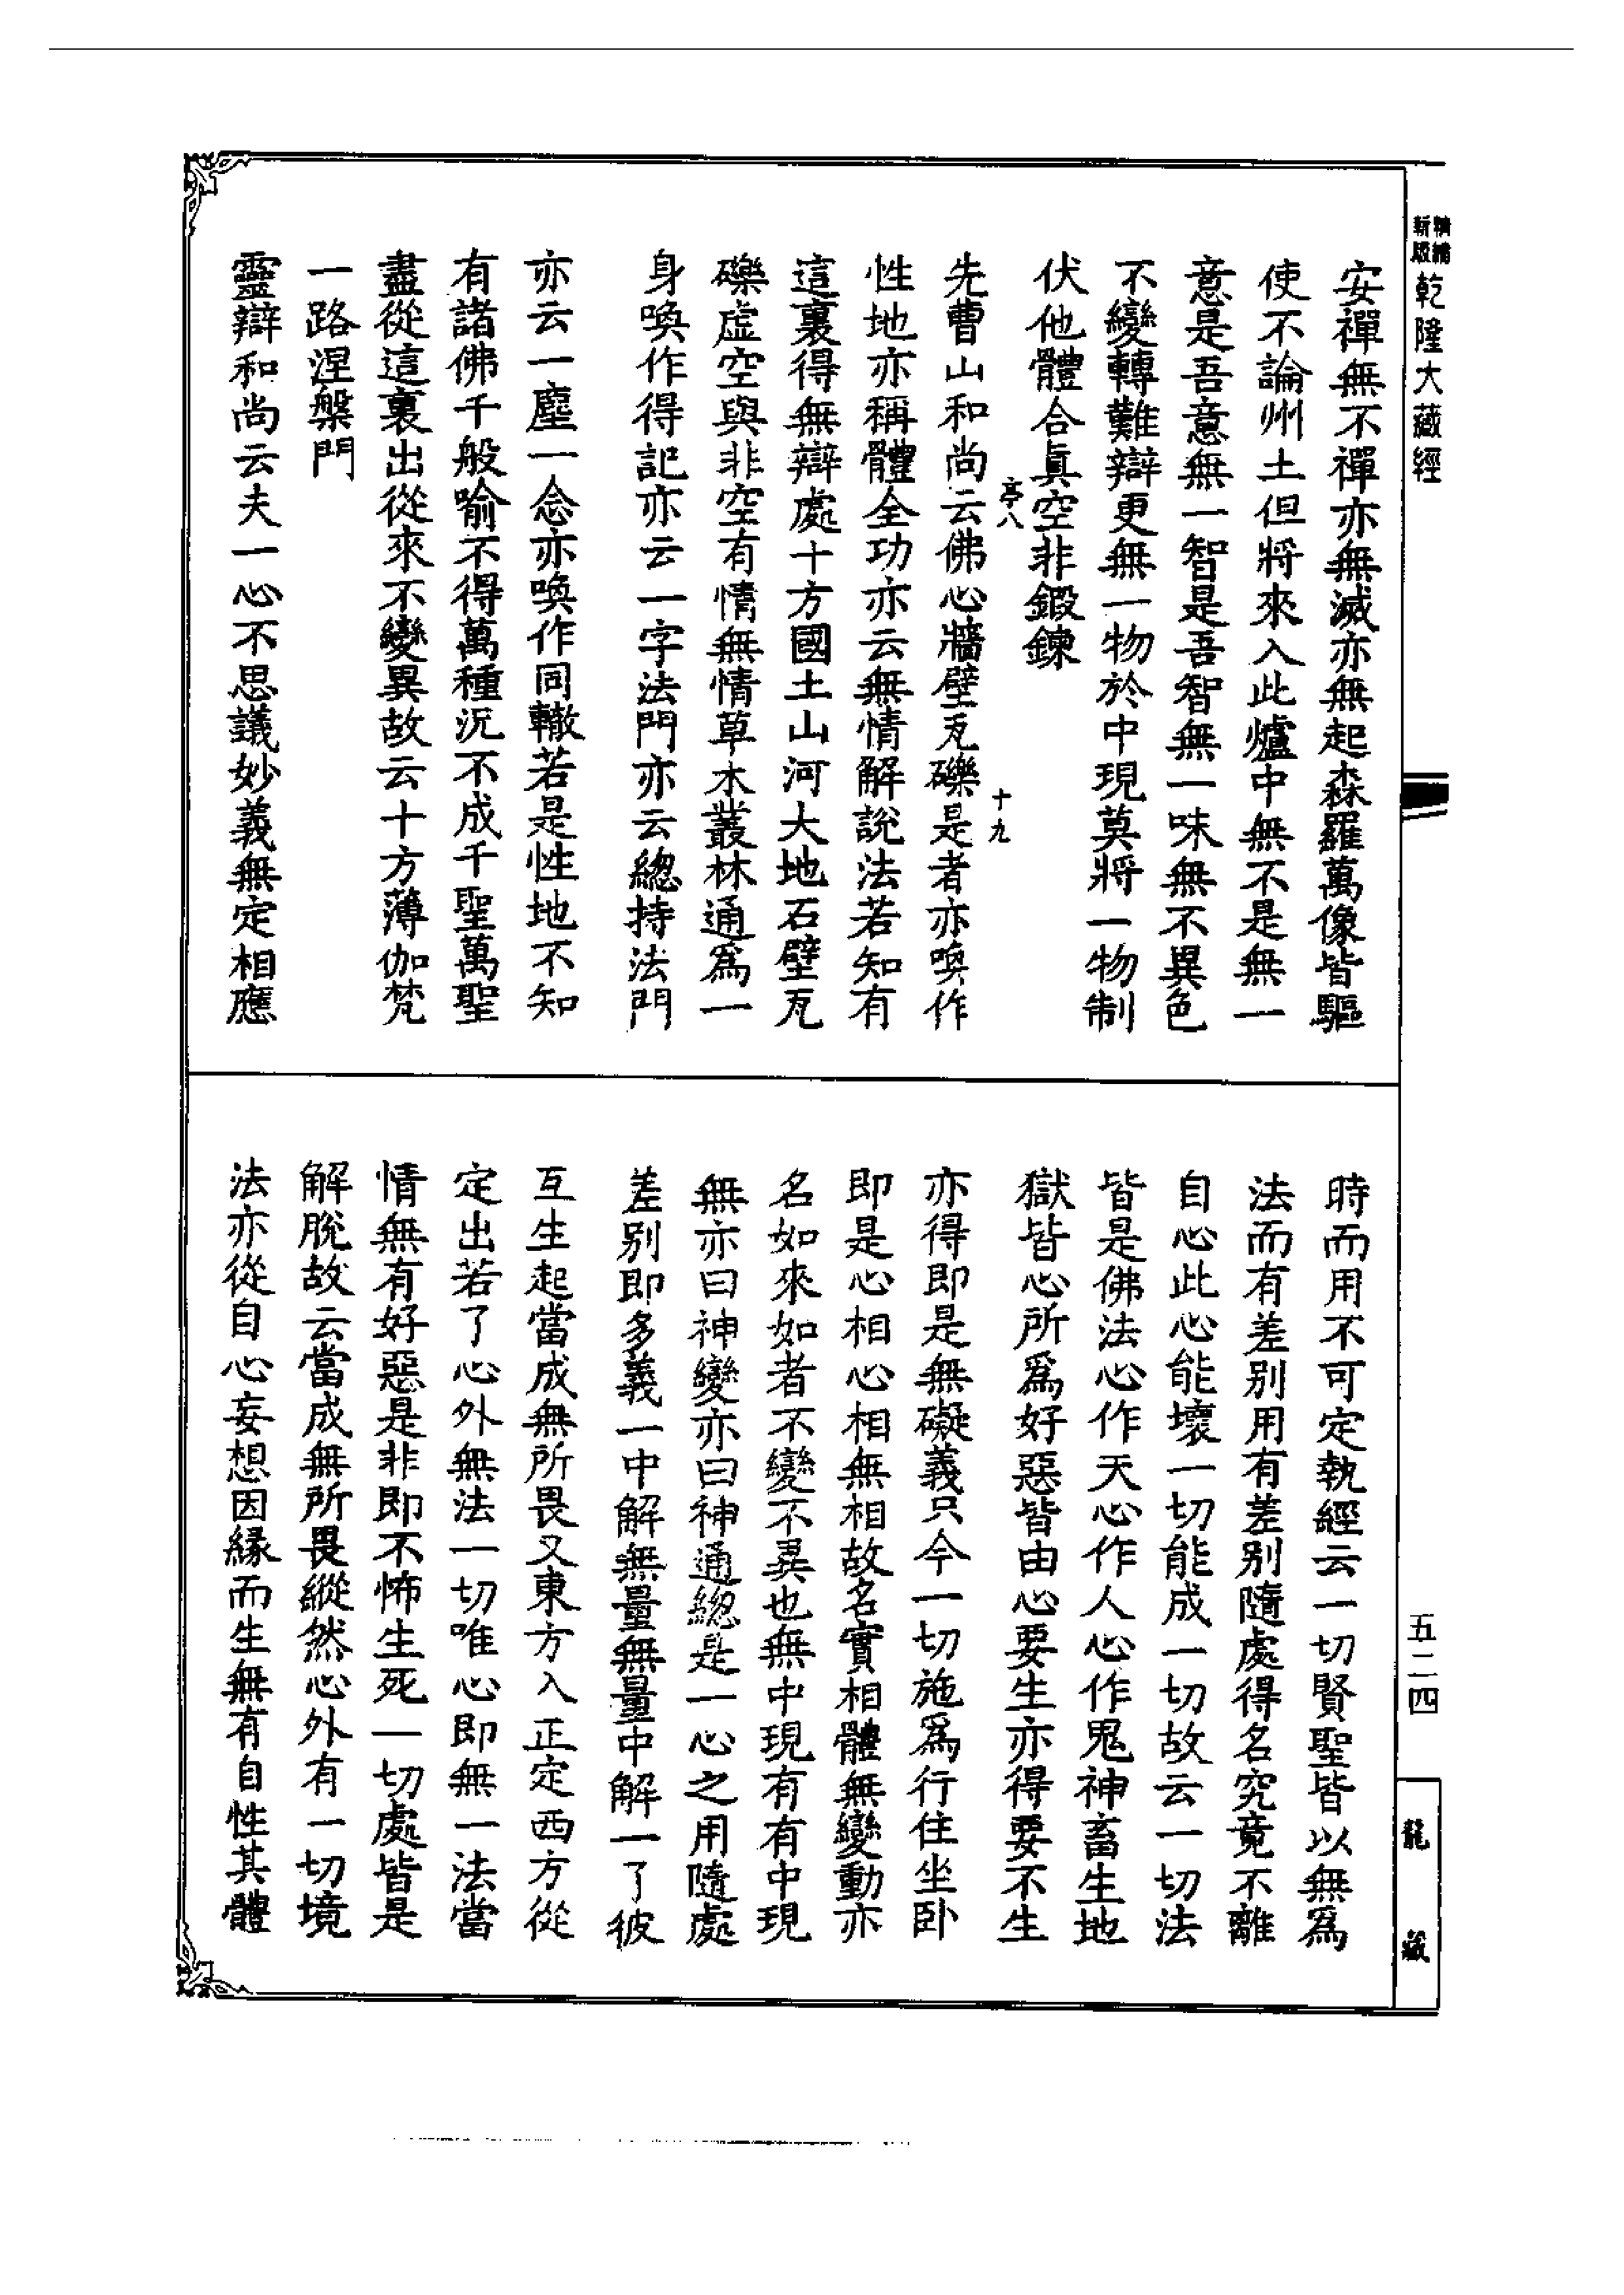 新版
精縮
乾隆大藏經
安禪無不禪亦無滅亦無起森羅萬像皆驅
使不論州土但將來入此爐中無不是無一
意是吾意無一智是吾智無一味無不異色
不變轉難辯更無一物於中現莫將一物制
伏他體合眞空非鍛鍊
亭八
十九
先曹山和尚云佛心牆壁瓦礫是者亦喚作
性地亦稱體全功亦云無情解說法若知有
這裏得無辯處十方國土山河大地石壁瓦
礫虛空與非空有情無情草木叢林通爲一
身喚作得記亦云一字法門亦云總持法門
亦云一塵一念亦喚作同轍若是性地不知
有諸佛千般喻不得萬種況不成千聖萬聖
盡從這裏出從來不變異故云十方薄伽梵
一路涅槃門
靈辯和尚云夫一心不思議妙義無定相應
時而用不可定執經云一切賢聖皆以無爲
法而有差别用有差别隨處得名究竟不離
自心此心能壞一切能成一切故云一切法
皆是佛法心作天心作人心作鬼神畜生地
獄皆心所爲好惡皆由心要生亦得要不生
亦得即是無礙義只今一切施爲行住坐卧
即是心相心相無相故名實相體無變動亦
名如來如者不變不異也無中現有有中現
無亦曰神變亦曰神通總是一心之用隨處
差别即多義一中解無量無量中解一了彼
互生起當成無所畏又東方入正定西方從
定出若了心外無法一切唯心即無一法當
情無有好惡是非即不怖生死一切處皆是
解脫故云當成無所畏縱然心外有一切境
法亦從自心妄想因緣而生無有自性其體
五二四
龍藏